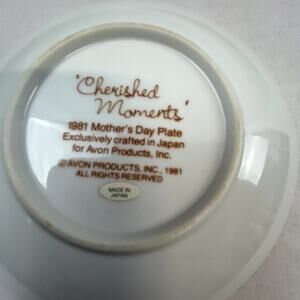 'Cherished
Moments'
1981 Mother's Day Plate
Exclusively crafted in Japan
for Avon Products, Inc.
© AVON PRODUCTS, INC., 1981
ALL RIGHTS RESERVED
MADE IN
JAPAN